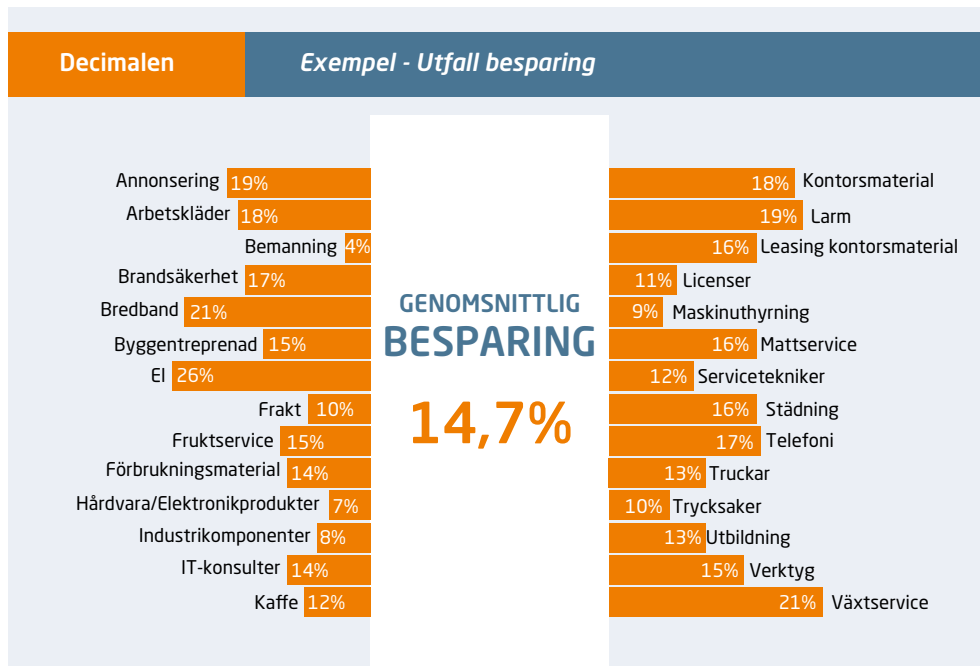 Decimalen
Exempel - Utfall besparing
Annonsering 19%
Arbetskläder 18%
Bemanning 4%
Brandsäkerhet 17%
Bredband 21%
Byggentreprenad 15%
El 26%
Frakt 10%
Fruktservice 15%
Förbrukningsmaterial 14%
Hårdvara/Elektronikprodukter 7%
Industrikomponenter 8%
IT-konsulter 14%
Kaffe 12%
GENOMSNITTLIG
BESPARING
14,7%
18% Kontorsmaterial
19% Larm
16% Leasing kontorsmaterial
11% Licenser
9% Maskinuthyrning
16% Mattservice
12% Servicetekniker
16% Städning
17% Telefoni
13% Truckar
10% Trycksaker
13% Utbildning
15% Verktyg
21% Växtservice